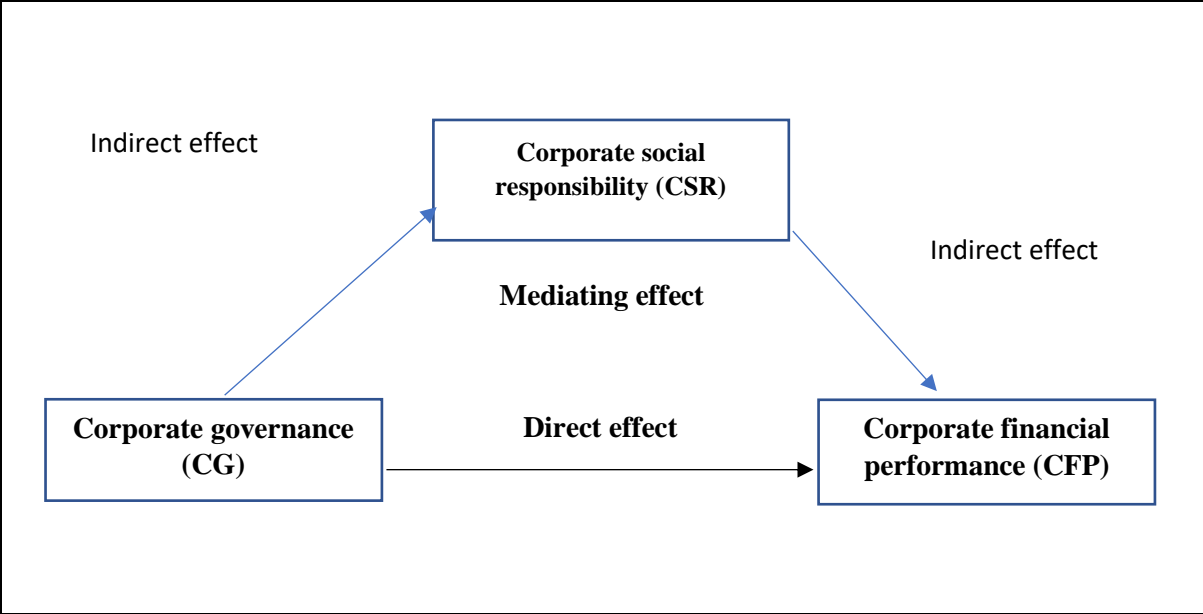 Indirect effect
Corporate social
responsibility (CSR)
Indirect effect
Mediating effect
Corporate governance
(CG)
Direct effect
Corporate financial
performance (CFP)